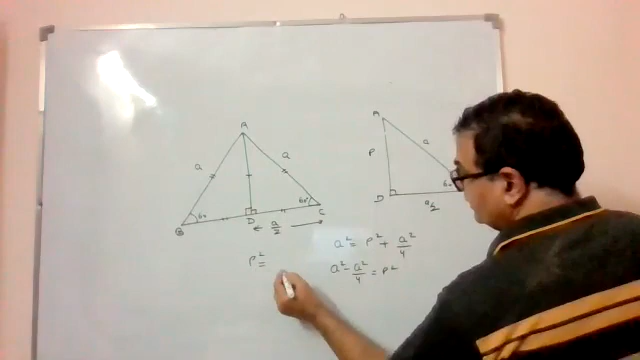 A
a
a
60
60°
B
D
C
a/2
A
P
a
60
D
a/2
a² = P² + a²/4
a² - a²/4 = P²
P² =